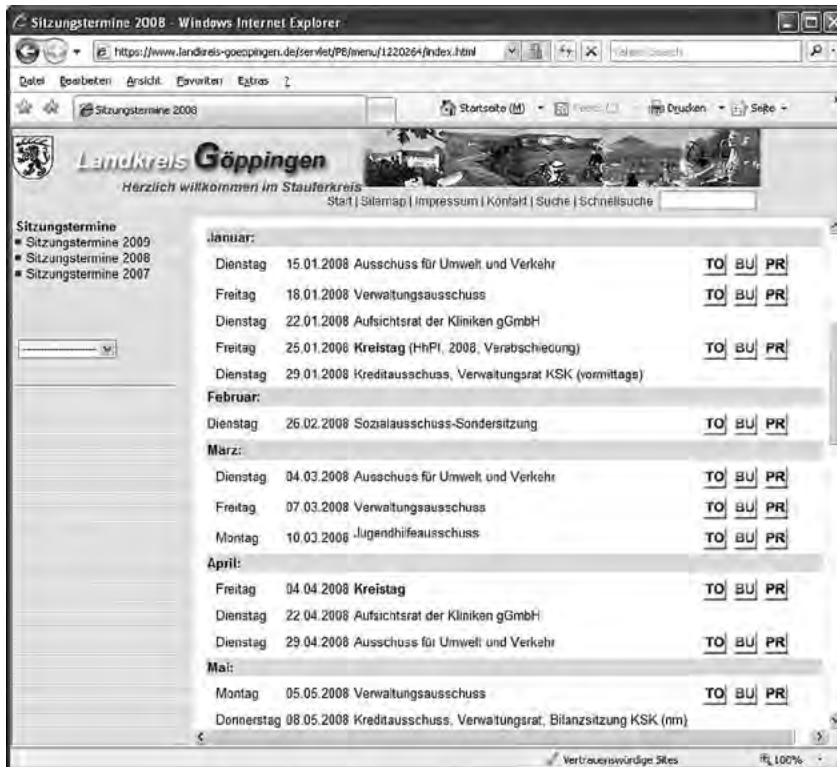 Sitzungstermine 2008 - Windows Internet Explorer
https://www.landkreis-goeppingen.de/servlet/PB/menu/1220264/index.html
Datei Bearbeiten Ansicht Favoriten Extras ?
Sitzungstermine 2008 Startseite (M) Drucken Seite
Landkreis Göppingen
Herzlich willkommen im Stauferkreis
Start | Sitemap | Impressum | Kontakt | Suche | Schnellsuche
Sitzungstermine
Sitzungstermine 2009
Sitzungstermine 2008
Sitzungstermine 2007
Januar:
Dienstag 15.01.2008 Ausschuss für Umwelt und Verkehr TO BU PR
Freitag 18.01.2008 Verwaltungsausschuss TO BU PR
Dienstag 22.01.2008 Aufsichtsrat der Kliniken gGmbH
Freitag 25.01.2008 Kreistag (HhPl, 2008, Verabschiedung) TO BU PR
Dienstag 29.01.2008 Kreditausschuss, Verwaltungsrat KSK (vormittags)
Februar:
Dienstag 26.02.2008 Sozialausschuss-Sondersitzung TO BU PR
März:
Dienstag 04.03.2008 Ausschuss für Umwelt und Verkehr TO BU PR
Freitag 07.03.2008 Verwaltungsausschuss TO BU PR
Montag 10.03.2008 Jugendhilfeausschuss TO BU PR
April:
Freitag 04.04.2008 Kreistag TO BU PR
Dienstag 22.04.2008 Aufsichtsrat der Kliniken gGmbH
Dienstag 29.04.2008 Ausschuss für Umwelt und Verkehr TO BU PR
Mai:
Montag 05.05.2008 Verwaltungsausschuss TO BU PR
Donnerstag 08.05.2008 Kreditausschuss, Verwaltungsrat, Bilanzsitzung KSK (nm)
Vertrauenswürdige Sites 100%